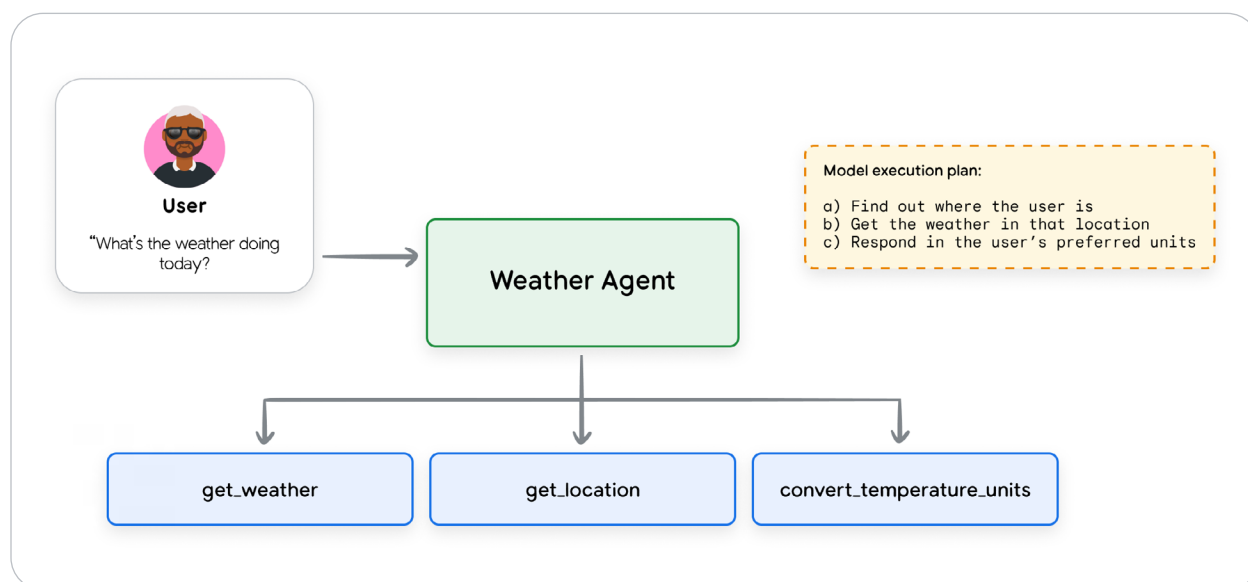 User
“What's the weather doing
today?
Weather Agent
Model execution plan:
a) Find out where the user is
b) Get the weather in that location
c) Respond in the user's preferred units
get_weather
get_location
convert_temperature_units